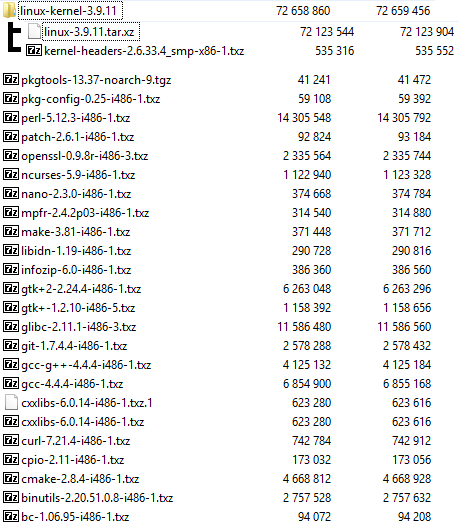 linux-kernel-3.9.11 72 658 860 72 659 456
linux-3.9.11.tar.xz 72 123 544 72 123 904
kernel-headers-2.6.33.4_smp-x86-1.txz 535 316 535 552
pkgtools-13.37-noarch-9.tgz 41 241 41 472
pkg-config-0.25-i486-1.txz 59 108 59 392
perl-5.12.3-i486-1.txz 14 305 548 14 305 792
patch-2.6.1-i486-1.txz 92 824 93 184
openssl-0.9.8r-i486-3.txz 2 335 564 2 335 744
ncurses-5.9-i486-1.txz 1 122 940 1 123 328
nano-2.3.0-i486-1.txz 374 668 374 784
mpfr-2.4.2p03-i486-1.txz 314 540 314 880
make-3.81-i486-1.txz 371 448 371 712
libidn-1.19-i486-1.txz 290 728 290 816
infozip-6.0-i486-1.txz 386 360 386 560
gtk+2-2.24.4-i486-1.txz 6 263 048 6 263 296
gtk+-1.2.10-i486-5.txz 1 158 392 1 158 656
glibc-2.11.1-i486-3.txz 11 586 480 11 586 560
git-1.7.4.4-i486-1.txz 2 578 288 2 578 432
gcc-g++-4.4.4-i486-1.txz 4 125 132 4 125 184
gcc-4.4.4-i486-1.txz 6 854 900 6 855 168
cxxlibs-6.0.14-i486-1.txz.1 623 280 623 616
cxxlibs-6.0.14-i486-1.txz 623 280 623 616
curl-7.21.4-i486-1.txz 742 784 742 912
cpio-2.11-i486-1.txz 173 032 173 056
cmake-2.8.4-i486-1.txz 4 668 812 4 668 928
binutils-2.20.51.0.8-i486-1.txz 2 757 528 2 757 632
bc-1.06.95-i486-1.txz 94 072 94 208